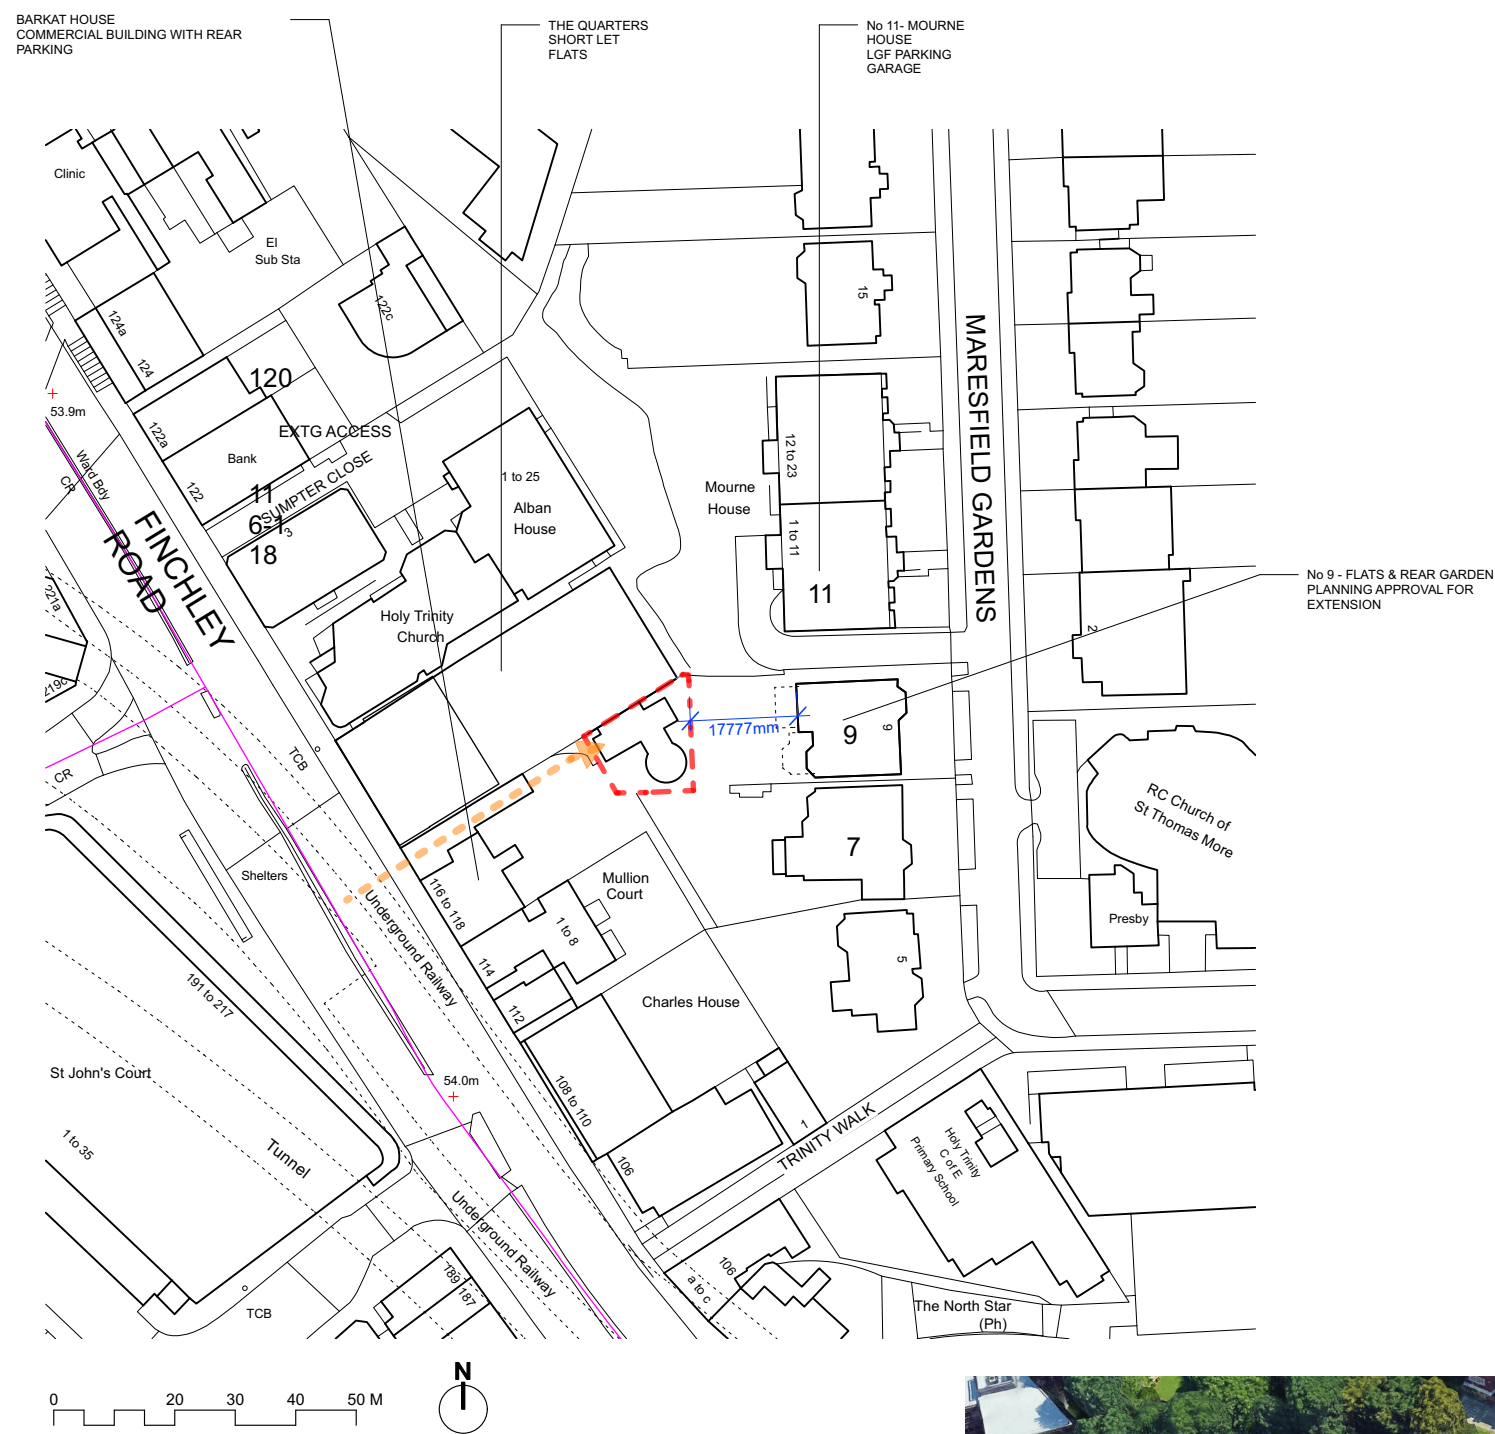 BARKAT HOUSE
COMMERCIAL BUILDING WITH REAR
PARKING
THE QUARTERS
SHORT LET
FLATS
No 11- MOURNE
HOUSE
LGF PARKING
GARAGE
Clinic
El
Sub Sta
122c
15
124a
124
120
53.9m
122a
EXTG ACCESS
Bank
Ward Bdy
CR
122
11
SUMPTER CLOSE
18
1 to 25
Alban
House
Mourne
House
12 to 23
1 to 11
11
MARESFIELD GARDENS
FINCHLEY
ROAD
221a
219c
Holy Trinity
Church
No 9 - FLATS & REAR GARDEN
PLANNING APPROVAL FOR
EXTENSION
2
17777mm
9
9
TCB
CR
RC Church of
St Thomas More
7
Shelters
116 to 118
Underground Railway
Mullion
Court
1 to 8
Presby
5
114
112
191 to 217
Charles House
St John's Court
54.0m
108 to 110
1
TRINITY WALK
1 to 35
Tunnel
106
Holy Trinity
C of E
Primary School
Underground Railway
106
a to c
189
187
TCB
The North Star
(Ph)
N
0 20 30 40 50 M